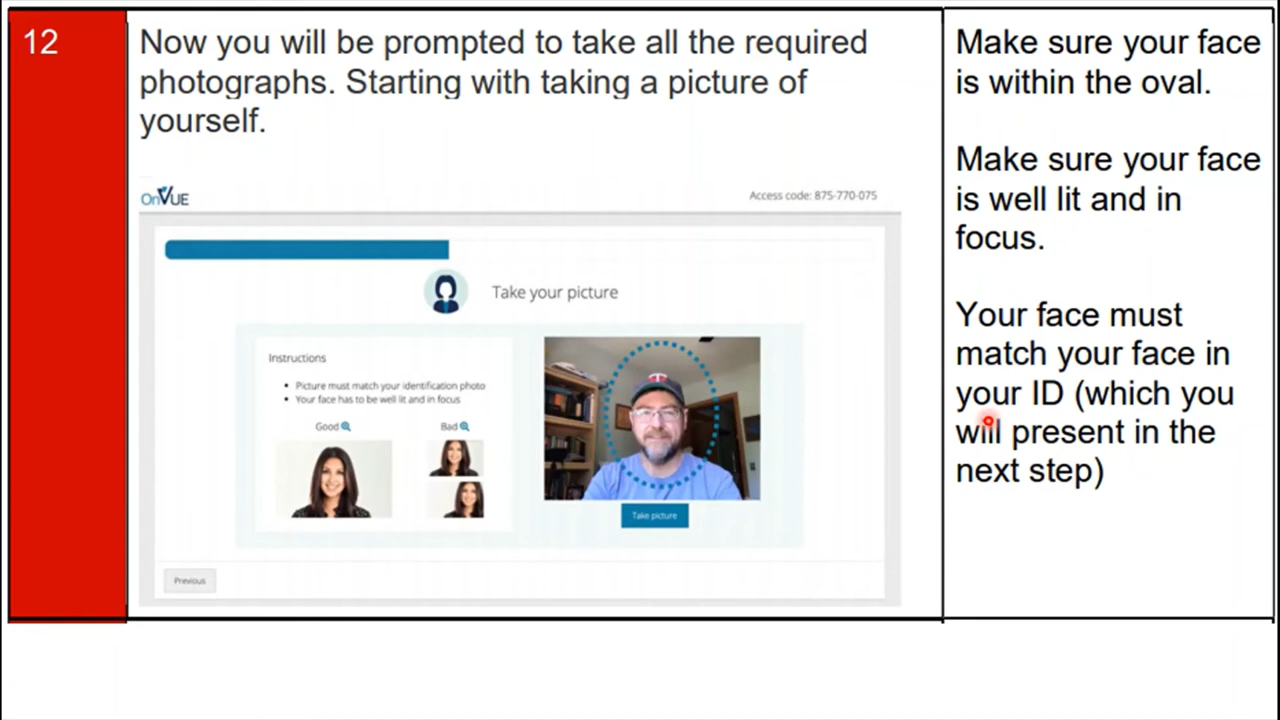 12
Now you will be prompted to take all the required
photographs. Starting with taking a picture of
yourself.
Make sure your face
is within the oval.
Make sure your face
is well lit and in
focus.
Your face must
match your face in
your ID (which you
will present in the
next step)
OnVUE
Access code: 875-770-075
Take your picture
Instructions
• Picture must match your identification photo
• Your face has to be well lit and in focus
Good
Bad
Take picture
Previous